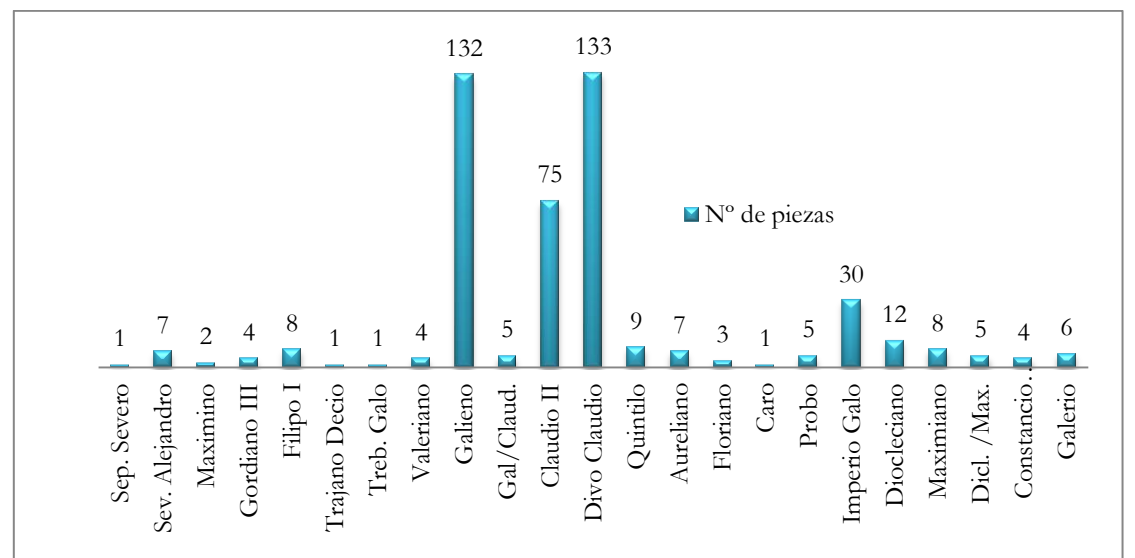 1
7
2
4
8
1
1
4
132
5
75
133
9
7
3
1
5
30
12
8
5
4
6
Nº de piezas
Sep. Severo
Sev. Alejandro
Maximino
Gordiano III
Filipo I
Trajano Decio
Treb. Galo
Valeriano
Galieno
Gal/Claud.
Claudio II
Divo Claudio
Quintilo
Aureliano
Floriano
Caro
Probo
Imperio Galo
Diocleciano
Maximiano
Dicl. /Max.
Constancio…
Galerio